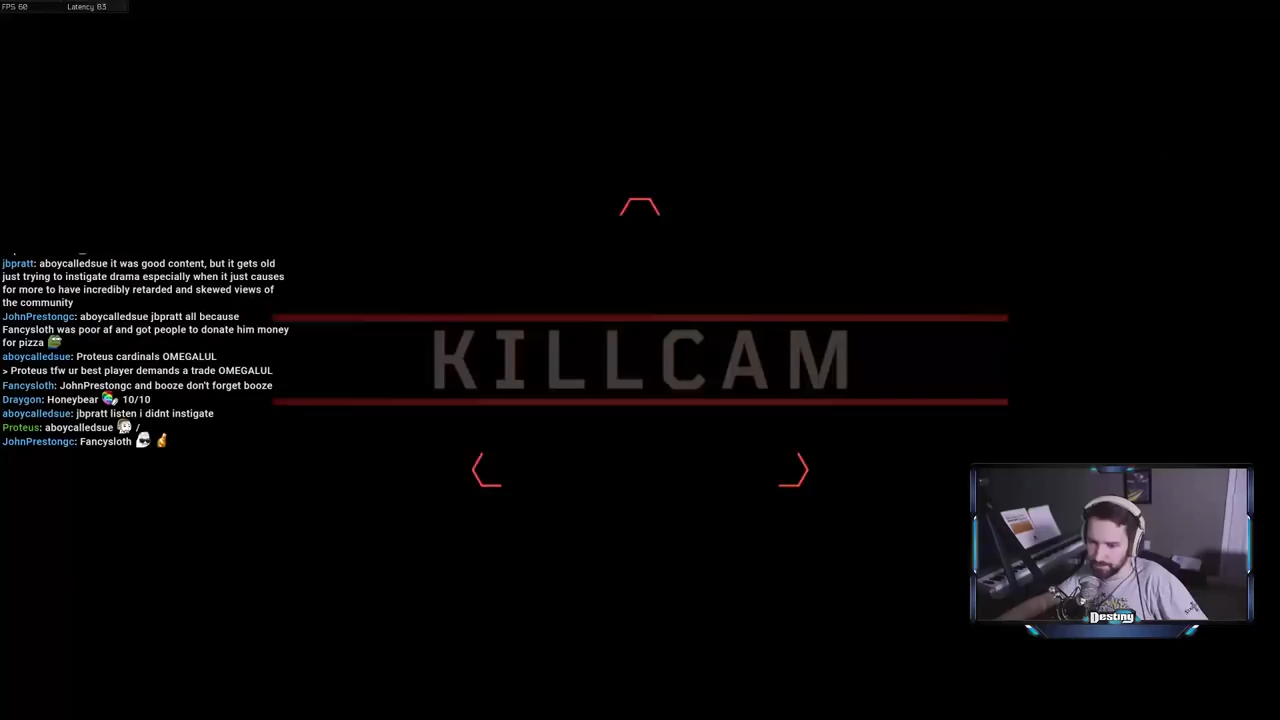 FPS 60 Latency 83
jbpratt: aboycalledsue it was good content, but it gets old
just trying to instigate drama especially when it just causes
for more to have incredibly retarded and skewed views of
the community
JohnPrestongc: aboycalledsue jbpratt all because
Fancysloth was poor af and got people to donate him money
for pizza
aboycalledsue: Proteus cardinals OMEGALUL
> Proteus tfw ur best player demands a trade OMEGALUL
Fancysloth: JohnPrestongc and booze don't forget booze
Draygon: Honeybear 10/10
aboycalledsue: jbpratt listen i didnt instigate
Proteus: aboycalledsue /
JohnPrestongc: Fancysloth
KILLCAM
Destiny